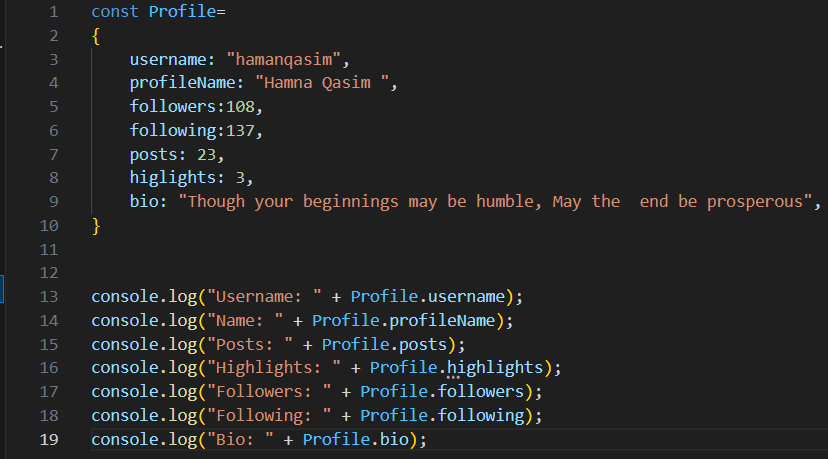 1 const Profile=
2 {
3 username: "hamanqasim",
4 profileName: "Hamna Qasim ",
5 followers:108,
6 following:137,
7 posts: 23,
8 higlights: 3,
9 bio: "Though your beginnings may be humble, May the  end be prosperous",
10 }
11
12
13 console.log("Username: " + Profile.username);
14 console.log("Name: " + Profile.profileName);
15 console.log("Posts: " + Profile.posts);
16 console.log("Highlights: " + Profile.highlights);
17 console.log("Followers: " + Profile.followers);
18 console.log("Following: " + Profile.following);
19 console.log("Bio: " + Profile.bio);